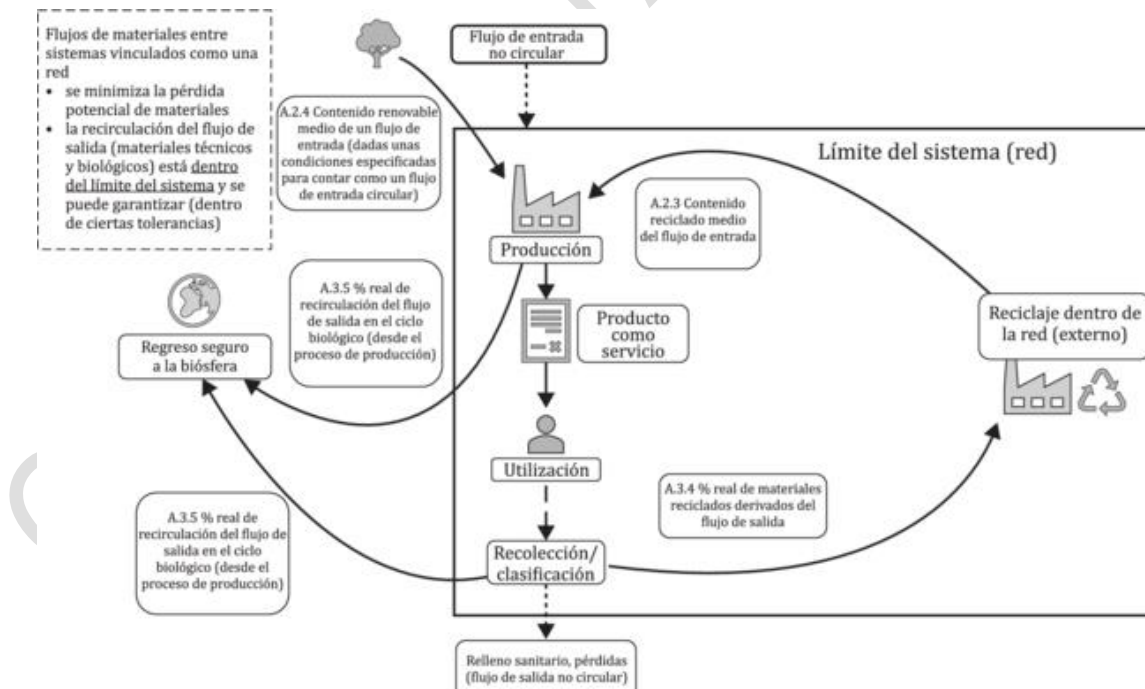 Flujos de materiales entre
sistemas vinculados como una
red
• se minimiza la pérdida
potencial de materiales
• la recirculación del flujo de
salida (materiales técnicos
y biológicos) está dentro
del límite del sistema y se
puede garantizar (dentro
de ciertas tolerancias)
Flujo de entrada
no circular
A.2.4 Contenido renovable
medio de un flujo de
entrada (dadas unas
condiciones especificadas
para contar como un flujo
de entrada circular)
Límite del sistema (red)
A.2.3 Contenido
reciclado medio
del flujo de entrada
Producción
A.3.5 % real de
recirculación del flujo
de salida en el ciclo
biológico (desde el
proceso de producción)
Producto
como
servicio
Reciclaje dentro de
la red (externo)
Regreso seguro
a la biósfera
Utilización
A.3.4 % real de materiales
reciclados derivados del
flujo de salida
A.3.5 % real de
recirculación del flujo de
salida en el ciclo
biológico (desde el
proceso de producción)
Recolección/
clasificación
Relleno sanitario, pérdidas
(flujo de salida no circular)